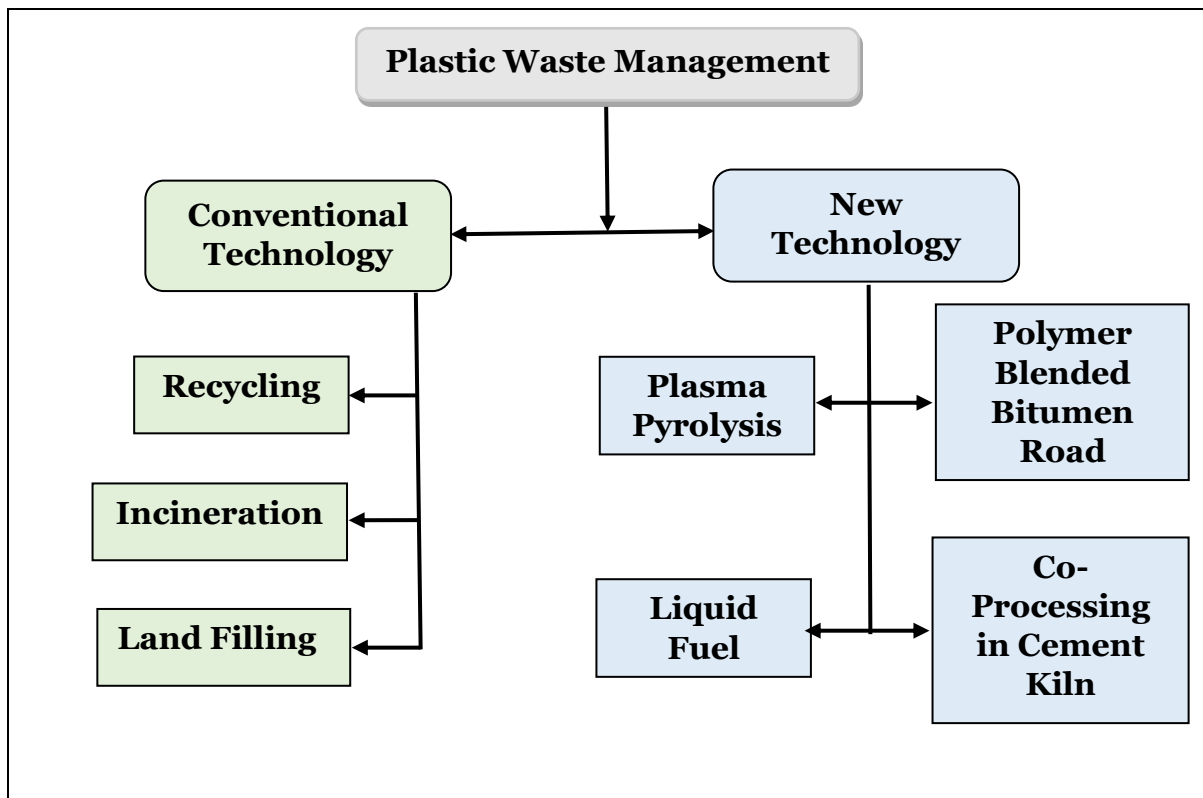 Plastic Waste Management
Conventional
Technology
New
Technology
Recycling
Incineration
Land Filling
Plasma
Pyrolysis
Polymer
Blended
Bitumen
Road
Liquid
Fuel
Co-
Processing
in Cement
Kiln